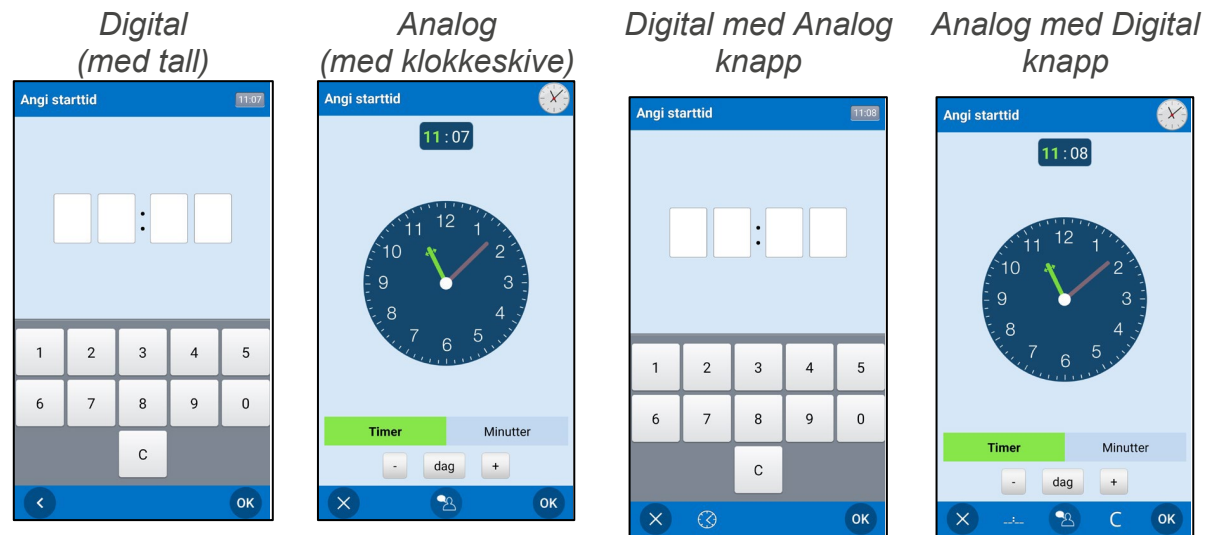 Digital
(med tall)
Angi starttid
11:07
:
1 2 3 4 5
6 7 8 9 0
C
OK
Analog
(med klokkeskive)
Angi starttid
11:07
12
11 1
10 2
9 3
8 4
7 5
6
Timer Minutter
- dag +
OK
Digital med Analog
knapp
Angi starttid
11:08
:
1 2 3 4 5
6 7 8 9 0
C
OK
Analog med Digital
knapp
Angi starttid
11:08
12
11 1
10 2
9 3
8 4
7 5
6
Timer Minutter
- dag +
__:__ C OK